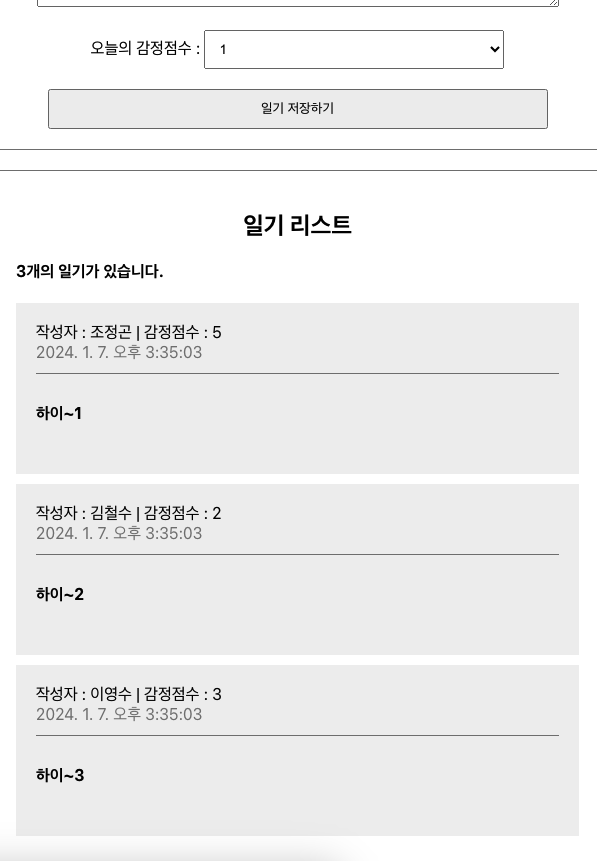 오늘의 감정점수 : 1
일기 저장하기
일기 리스트
3개의 일기가 있습니다.
작성자 : 조정곤 | 감정점수 : 5
2024. 1. 7. 오후 3:35:03
하이~1
작성자 : 김철수 | 감정점수 : 2
2024. 1. 7. 오후 3:35:03
하이~2
작성자 : 이영수 | 감정점수 : 3
2024. 1. 7. 오후 3:35:03
하이~3